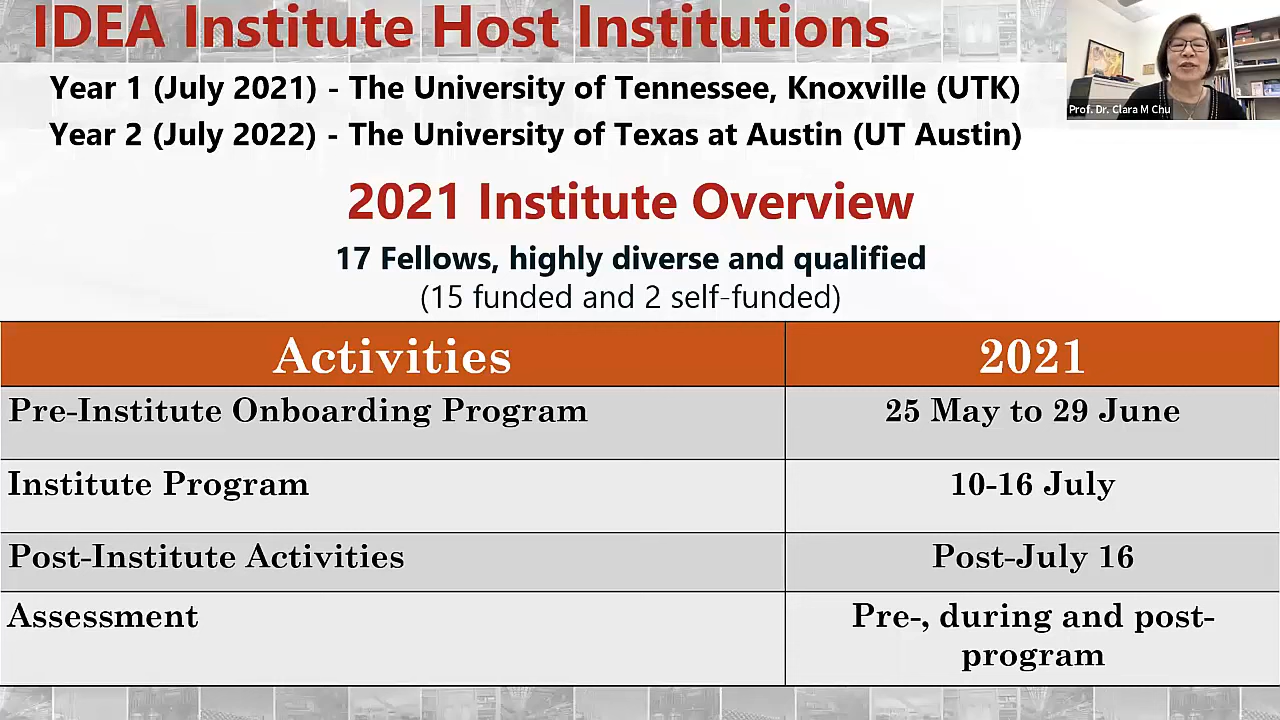 IDEA Institute Host Institutions
Prof. Dr. Clara M Chu
Year 1 (July 2021) - The University of Tennessee, Knoxville (UTK)
Year 2 (July 2022) - The University of Texas at Austin (UT Austin)
2021 Institute Overview
17 Fellows, highly diverse and qualified
(15 funded and 2 self-funded)
Activities
2021
Pre-Institute Onboarding Program
25 May to 29 June
Institute Program
10-16 July
Post-Institute Activities
Post-July 16
Assessment
Pre-, during and post-
program